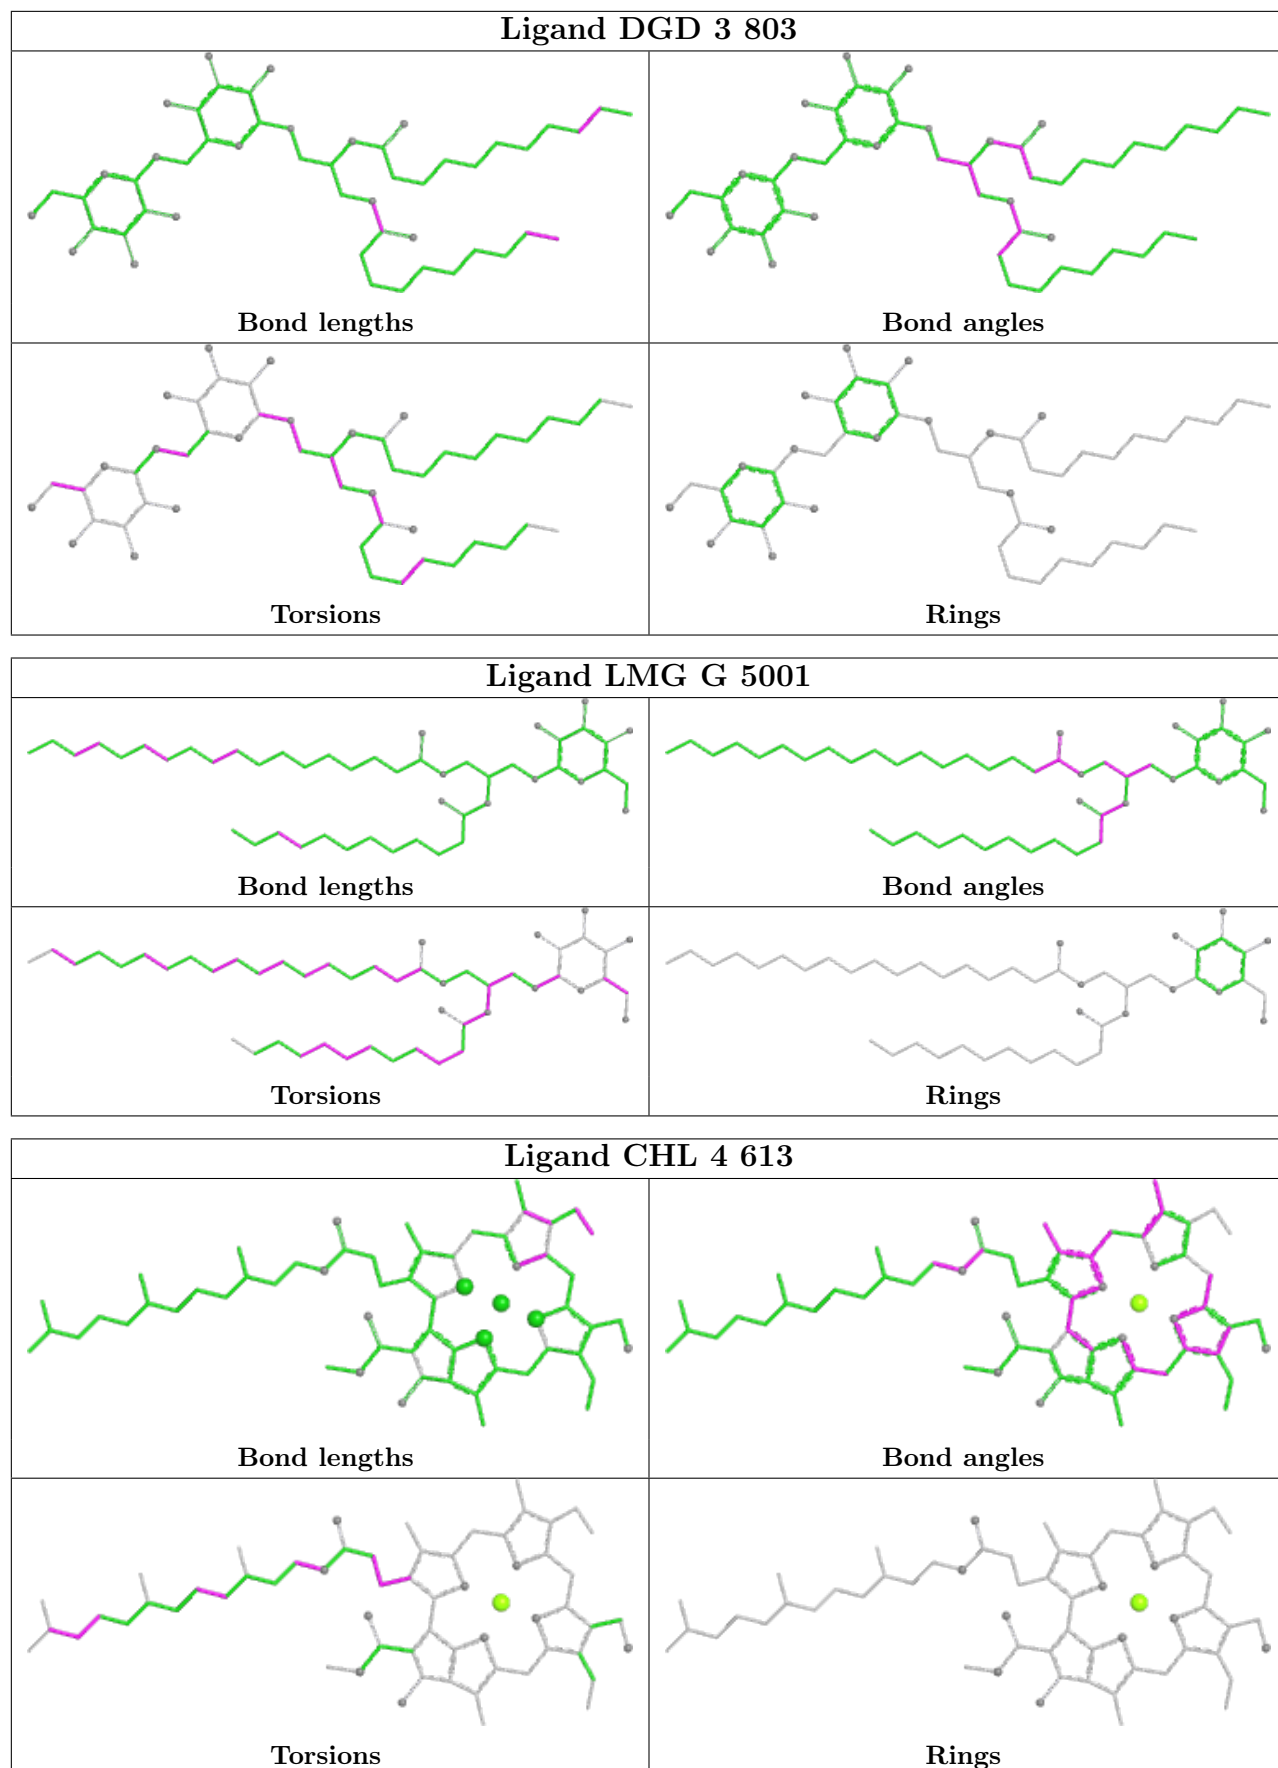 Ligand DGD 3 803
Bond lengths
Bond angles
Torsions
Rings
Ligand LMG G 5001
Bond lengths
Bond angles
Torsions
Rings
Ligand CHL 4 613
Bond lengths
Bond angles
Torsions
Rings